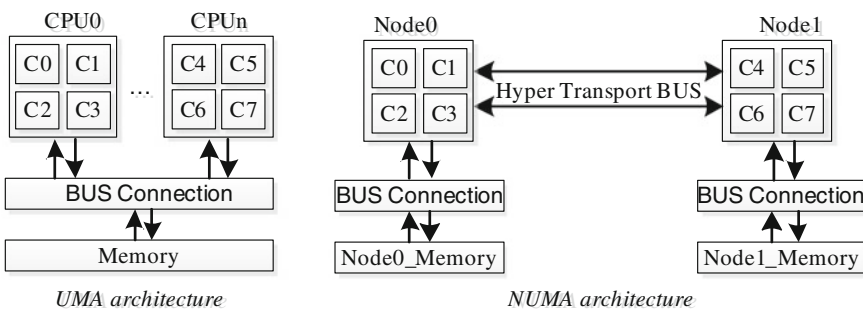 CPU0
CPUn
C0
C1
C2
C3
...
C4
C5
C6
C7
BUS Connection
Memory
UMA architecture
Node0
Node1
C0
C1
C2
C3
Hyper Transport BUS
C4
C5
C6
C7
BUS Connection
BUS Connection
Node0_Memory
Node1_Memory
NUMA architecture